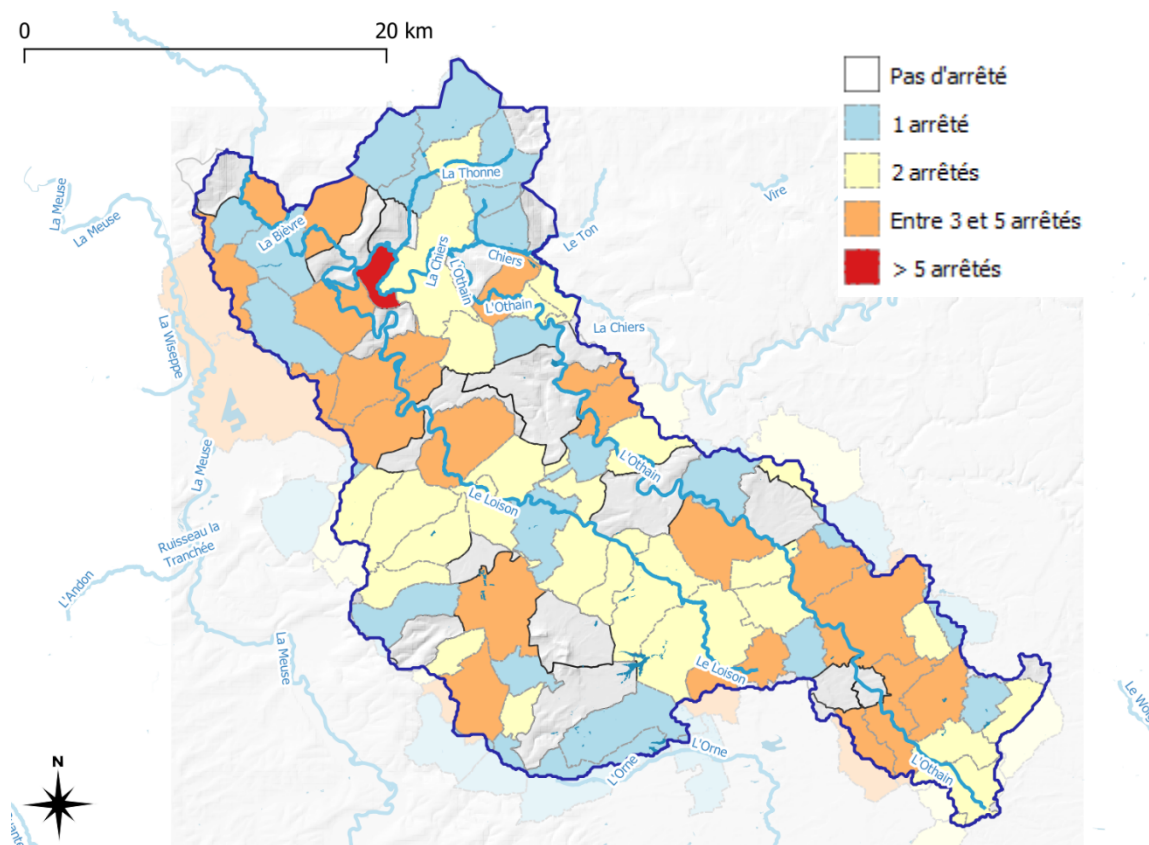 0
20 km
Pas d'arrêté
1 arrêté
2 arrêtés
Entre 3 et 5 arrêtés
> 5 arrêtés
La Thonne
La Meuse
La Meuse
Vire
La Bièvre
Le Ton
La Chiers
Chiers
L'Othain
L'Othain
La Chiers
La Wiseppe
La Meuse
L'Othain
Le Loison
Ruisseau la
Tranchée
L'Andon
La Meuse
Le Loison
L'Othain
L'Orne
L'Orne
N